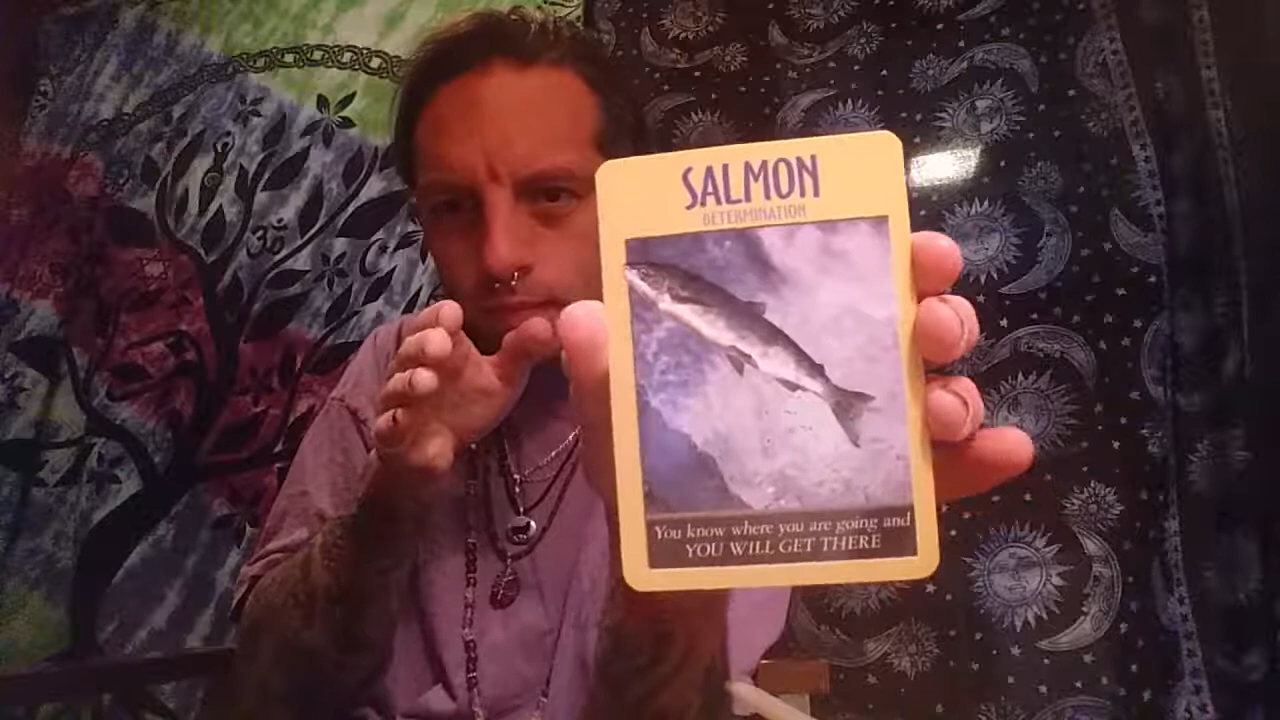 SALMON
DETERMINATION
You know where you are going and
YOU WILL GET THERE